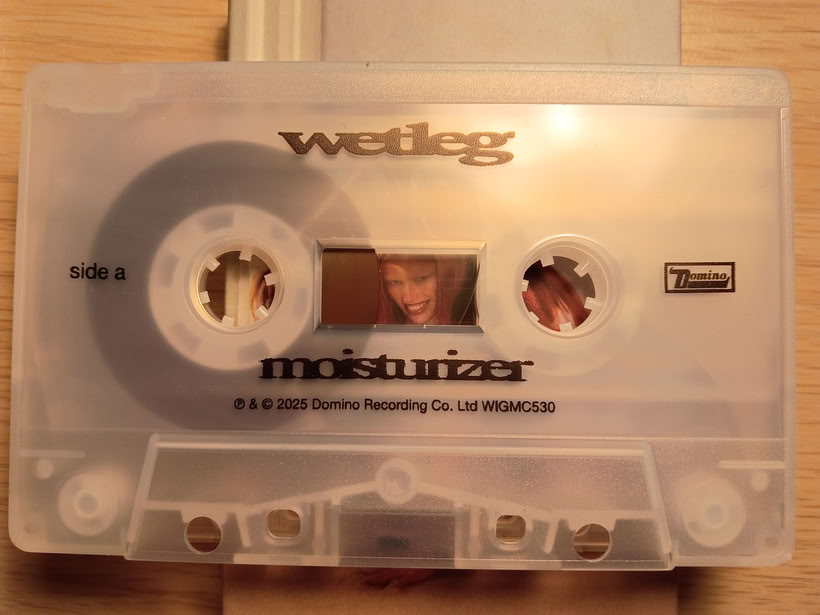 wetleg
side a
Domino
moisturizer
℗ & © 2025 Domino Recording Co. Ltd WIGMC530